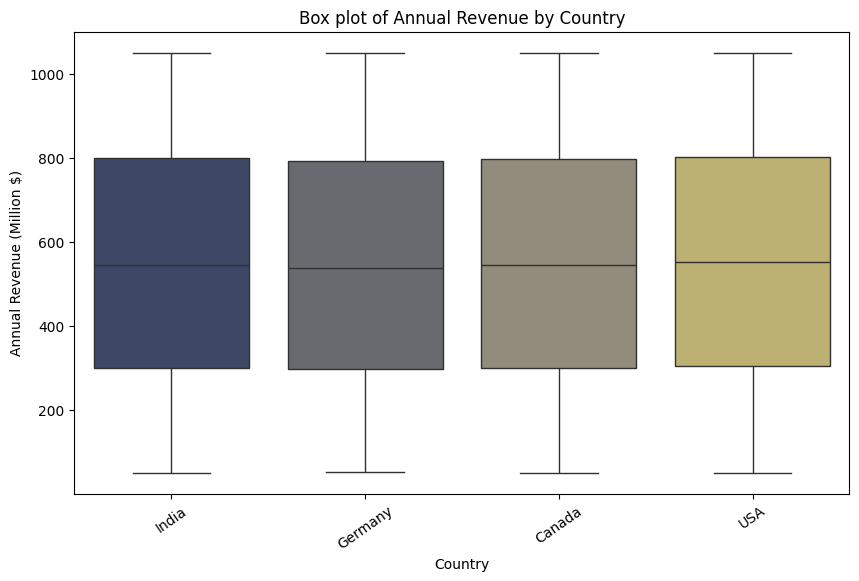 Box plot of Annual Revenue by Country
Annual Revenue (Million $)
1000
800
600
400
200
India
Germany
Canada
USA
Country